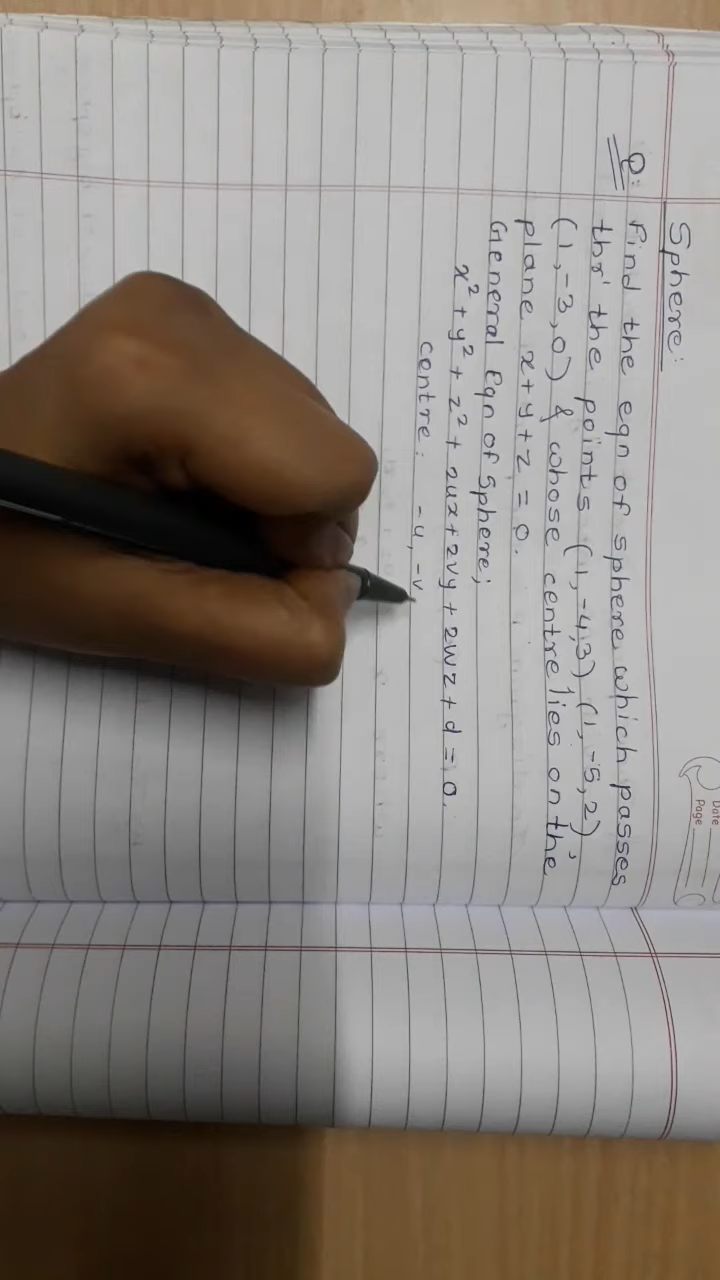 Date
Page
Sphere:
Q: Find the eqn of sphere which passes
thr' the points (1,-4,3) (1,-5,2)
(1,-3,0) & whose centre lies on the
plane x+y+z = 0.
General Eqn of Sphere;
x² + y² + z² + 2ux + 2vy + 2wz + d = 0.
centre: -u, -v